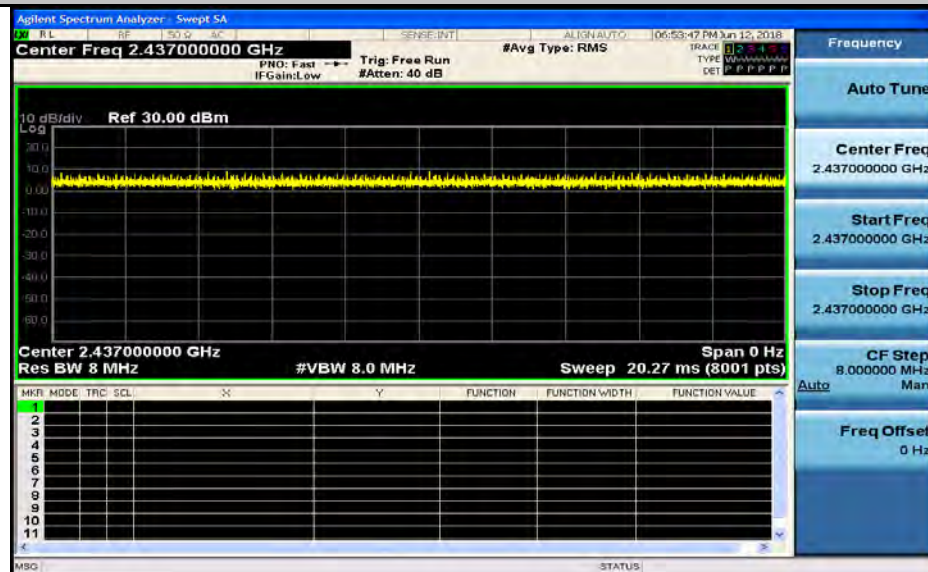 Agilent Spectrum Analyzer - Swept SA
LXI RL RF 50 Ω AC SENSE:INT ALIGN AUTO 06:53:47 PM Jun 12, 2018
Center Freq 2.437000000 GHz
#Avg Type: RMS
TRACE 1 2 3 4 5 6
TYPE
DET P P P P P P
PNO: Fast
IFGain:Low
Trig: Free Run
#Atten: 40 dB
10 dB/div Ref 30.00 dBm
Log
20.0
10.0
0.00
-10.0
-20.0
-30.0
-40.0
-50.0
-60.0
Center 2.437000000 GHz Span 0 Hz
Res BW 8 MHz #VBW 8.0 MHz Sweep 20.27 ms (8001 pts)
MKR MODE TRC SCL X Y FUNCTION FUNCTION WIDTH FUNCTION VALUE
1
2
3
4
5
6
7
8
9
10
11
MSG STATUS
Frequency
Auto Tune
Center Freq
2.437000000 GHz
Start Freq
2.437000000 GHz
Stop Freq
2.437000000 GHz
CF Step
8.000000 MHz
Auto Man
Freq Offset
0 Hz